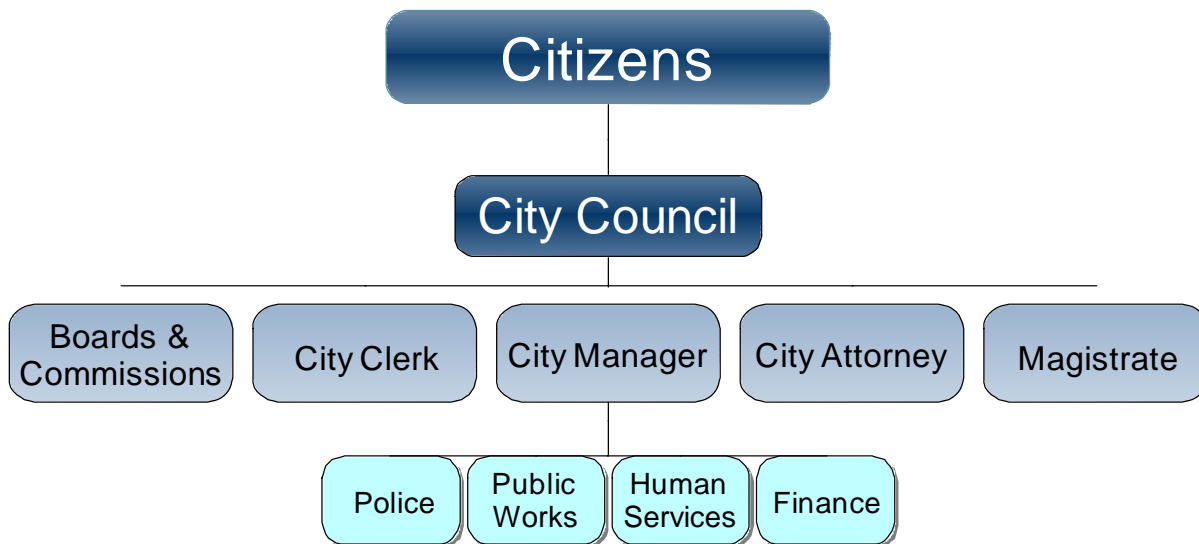 Citizens
City Council
Boards &
Commissions
City Clerk
City Manager
City Attorney
Magistrate
Police
Public
Works
Human
Services
Finance